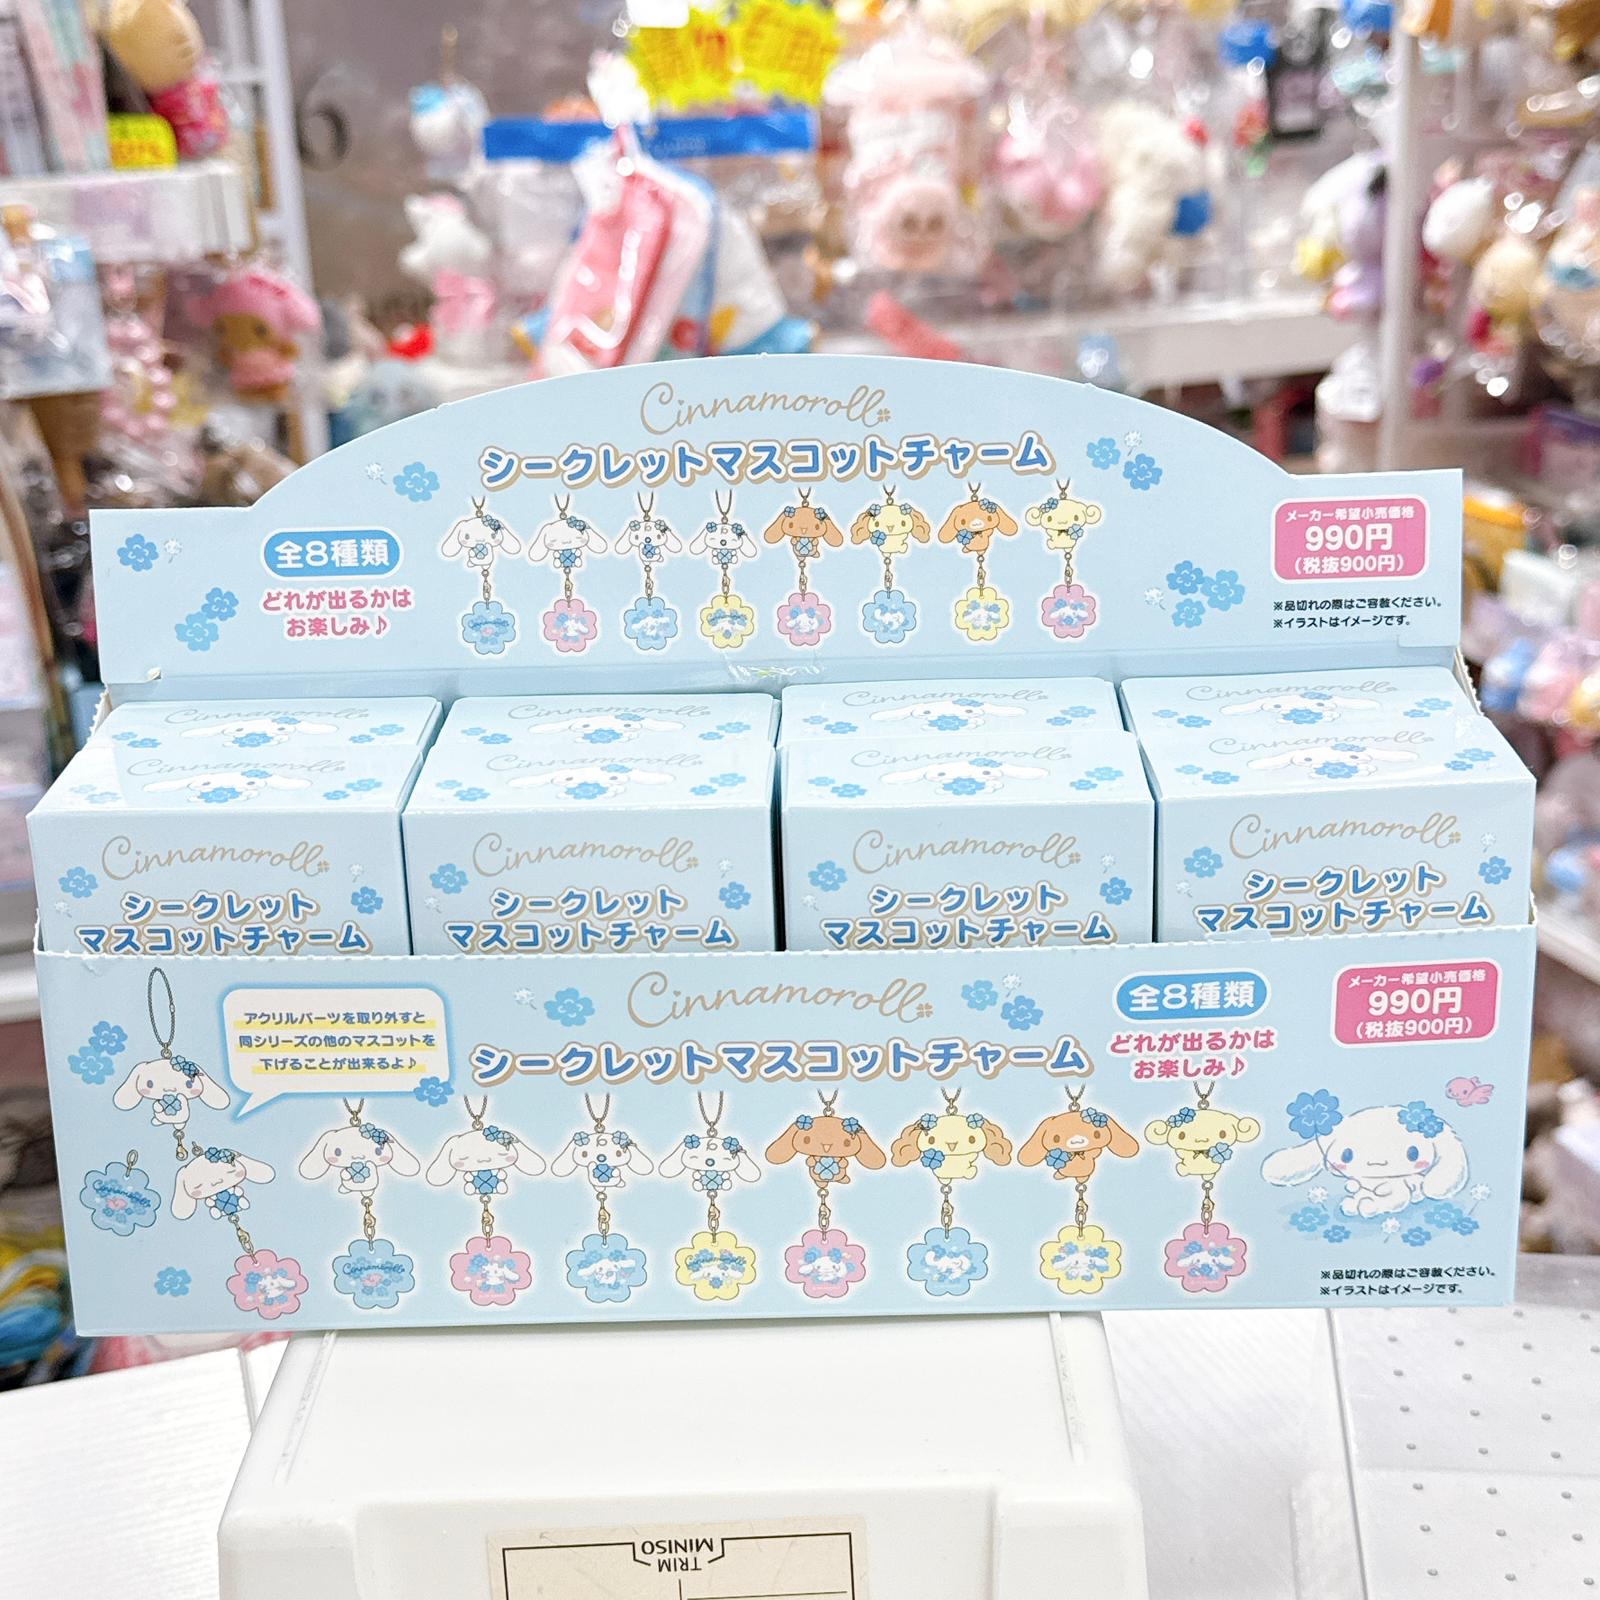 Cinnamoroll
シークレットマスコットチャーム
全8種類
どれが出るかは
お楽しみ♪
メーカー希望小売価格
990円
(税抜900円)
※品切れの際はご容赦ください。
※イラストはイメージです。
Cinnamoroll
Cinnamoroll
Cinnamoroll
Cinnamoroll
Cinnamoroll
Cinnamoroll
Cinnamoroll
Cinnamoroll
Cinnamoroll
シークレット
マスコットチャーム
Cinnamoroll
シークレット
マスコットチャーム
Cinnamoroll
シークレット
マスコットチャーム
Cinnamoroll
シークレット
マスコットチャーム
アクリルパーツを取り外すと
同シリーズの他のマスコットを
下げることが出来るよ♪
Cinnamoroll
シークレットマスコットチャーム
全8種類
どれが出るかは
お楽しみ♪
メーカー希望小売価格
990円
(税抜900円)
Cinnamoroll
Cinnamoroll
Cinnamoroll
※品切れの際はご容赦ください。
※イラストはイメージです。
TRIM
MINISO